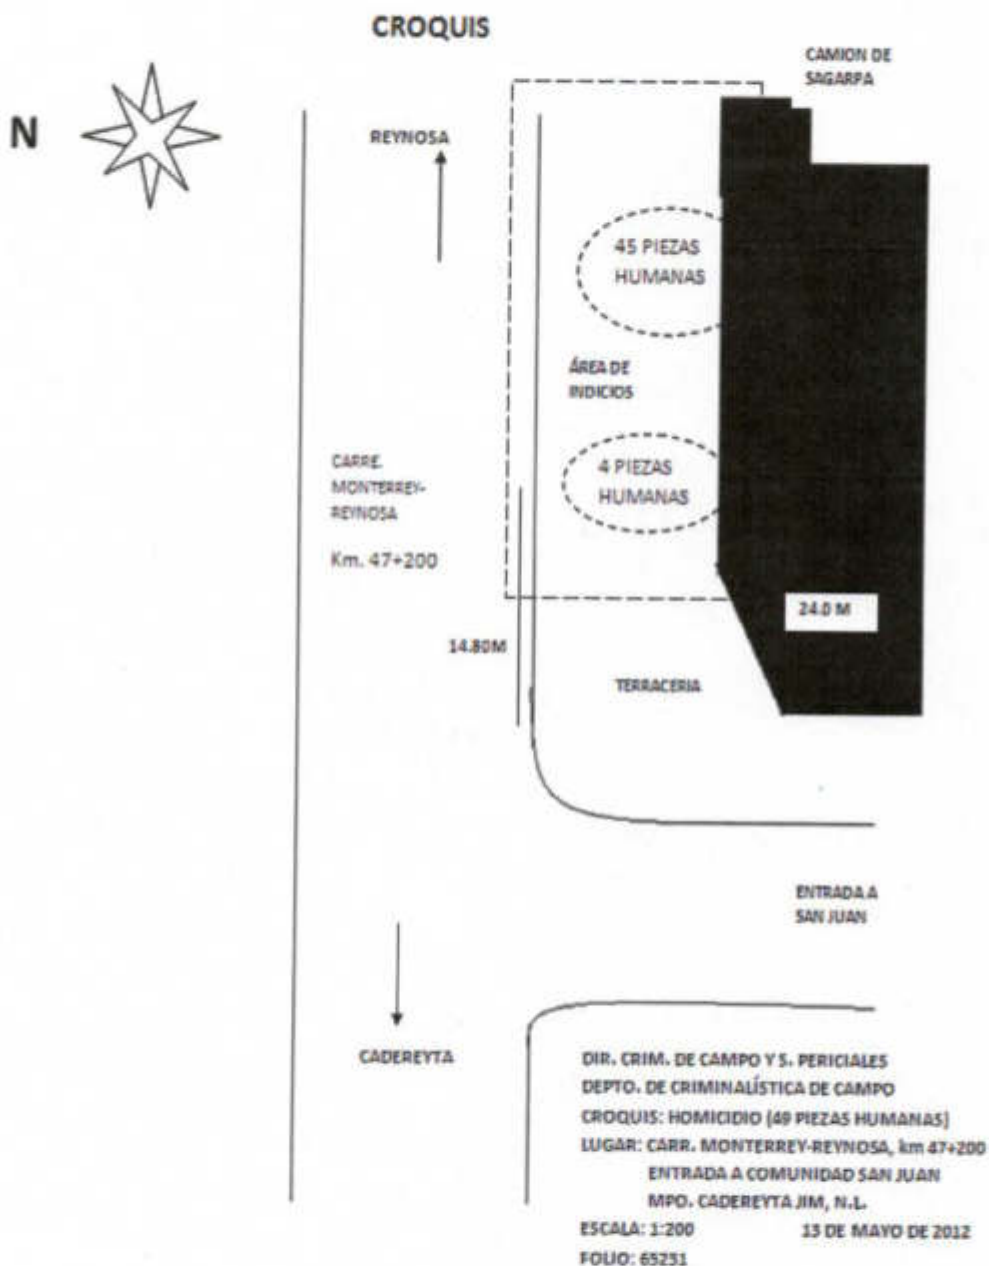 CROQUIS
CAMION DE
SAGARPA
N
REYNOSA
45 PIEZAS
HUMANAS
ÁREA DE
INDICIOS
CARRE.
MONTERREY-
REYNOSA
Km. 47+200
4 PIEZAS
HUMANAS
24.0 M
14.80M
TERRACERIA
ENTRADA A
SAN JUAN
CADEREYTA
DIR. CRIM. DE CAMPO Y S. PERICIALES
DEPTO. DE CRIMINALÍSTICA DE CAMPO
CROQUIS: HOMICIDIO (49 PIEZAS HUMANAS)
LUGAR: CARR. MONTERREY-REYNOSA, km 47+200
ENTRADA A COMUNIDAD SAN JUAN
MPO. CADEREYTA JIM, N.L.
ESCALA: 1:200 13 DE MAYO DE 2012
FOLIO: 65231